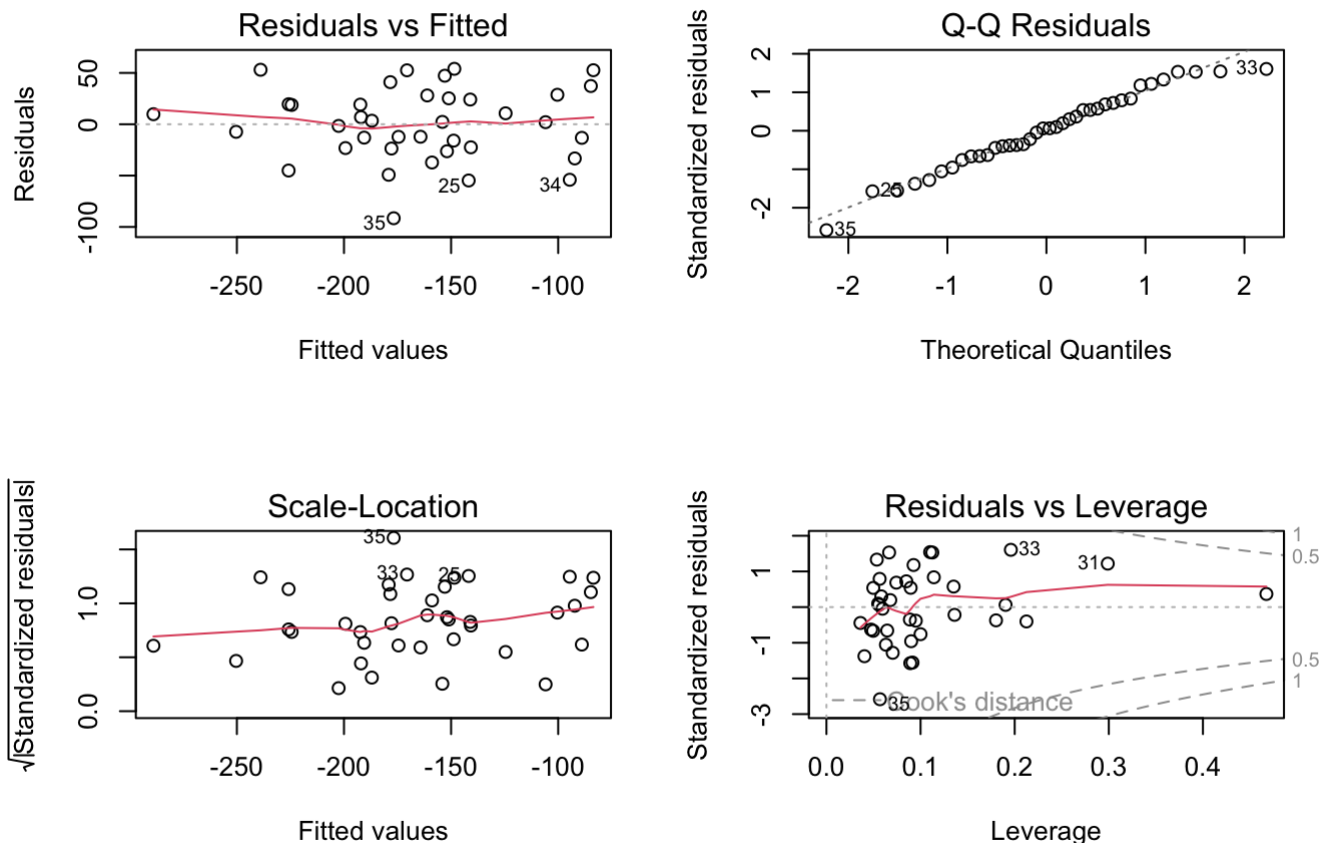 Residuals vs Fitted
Residuals
50
0
-100
25
34
35
-250 -200 -150 -100
Fitted values
Q-Q Residuals
Standardized residuals
2
1
0
-2
33
25
35
-2 -1 0 1 2
Theoretical Quantiles
Scale-Location
√|Standardized residuals|
1.0
0.0
35
33
25
-250 -200 -150 -100
Fitted values
Residuals vs Leverage
Standardized residuals
1
-1
-3
33
31
35
Cook's distance
1
0.5
0.5
1
0.0 0.1 0.2 0.3 0.4
Leverage